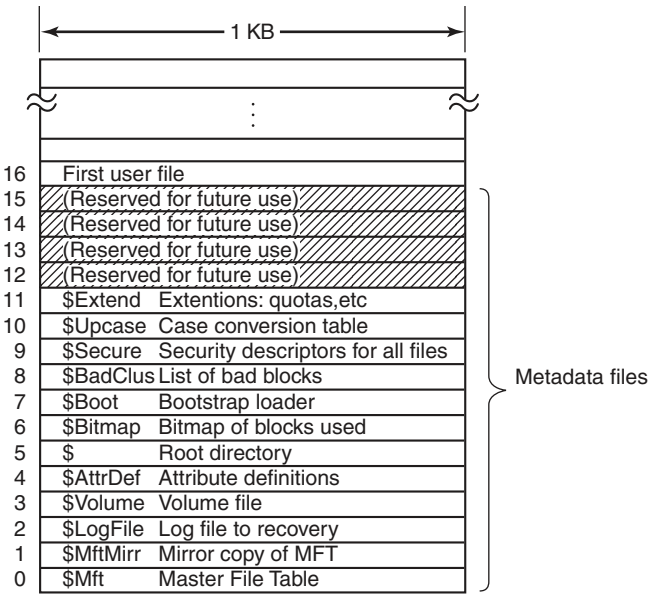 1 KB
16 First user file
15 (Reserved for future use)
14 (Reserved for future use)
13 (Reserved for future use)
12 (Reserved for future use)
11 $Extend Extentions: quotas,etc
10 $Upcase Case conversion table
9 $Secure Security descriptors for all files
8 $BadClus List of bad blocks
7 $Boot Bootstrap loader
6 $Bitmap Bitmap of blocks used
5 $ Root directory
4 $AttrDef Attribute definitions
3 $Volume Volume file
2 $LogFile Log file to recovery
1 $MftMirr Mirror copy of MFT
0 $Mft Master File Table
Metadata files